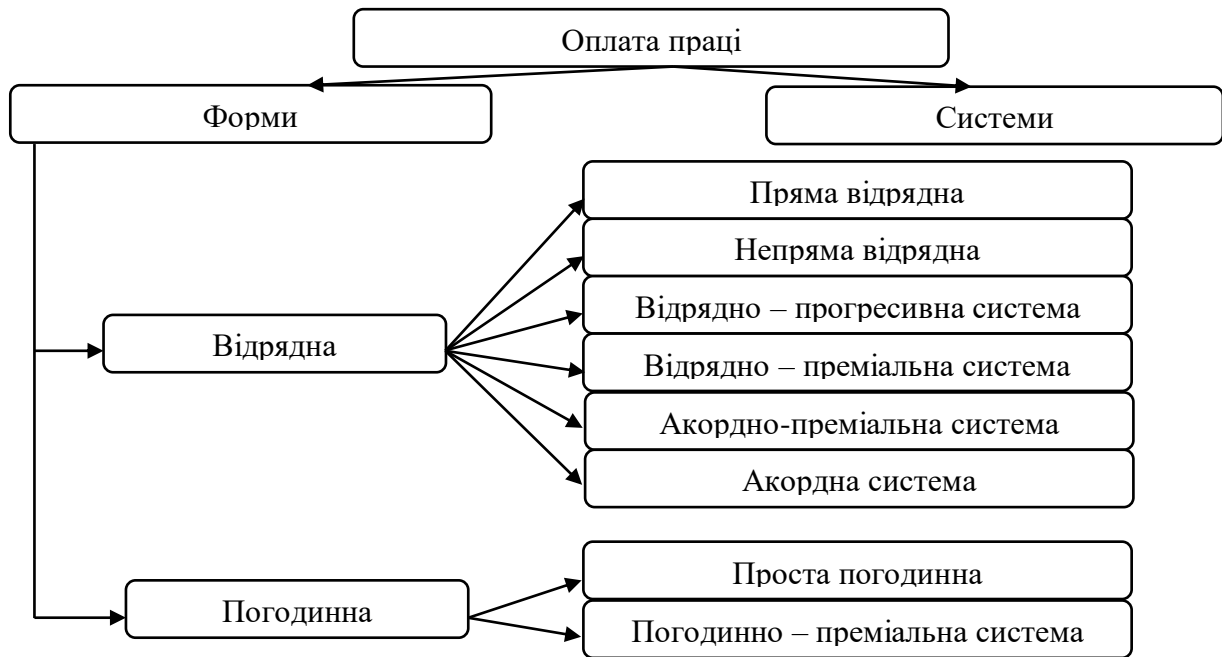 Оплата праці
Форми
Системи
Пряма відрядна
Непряма відрядна
Відрядно – прогресивна система
Відрядна
Відрядно – преміальна система
Акордно-преміальна система
Акордна система
Проста погодинна
Погодинна
Погодинно – преміальна система